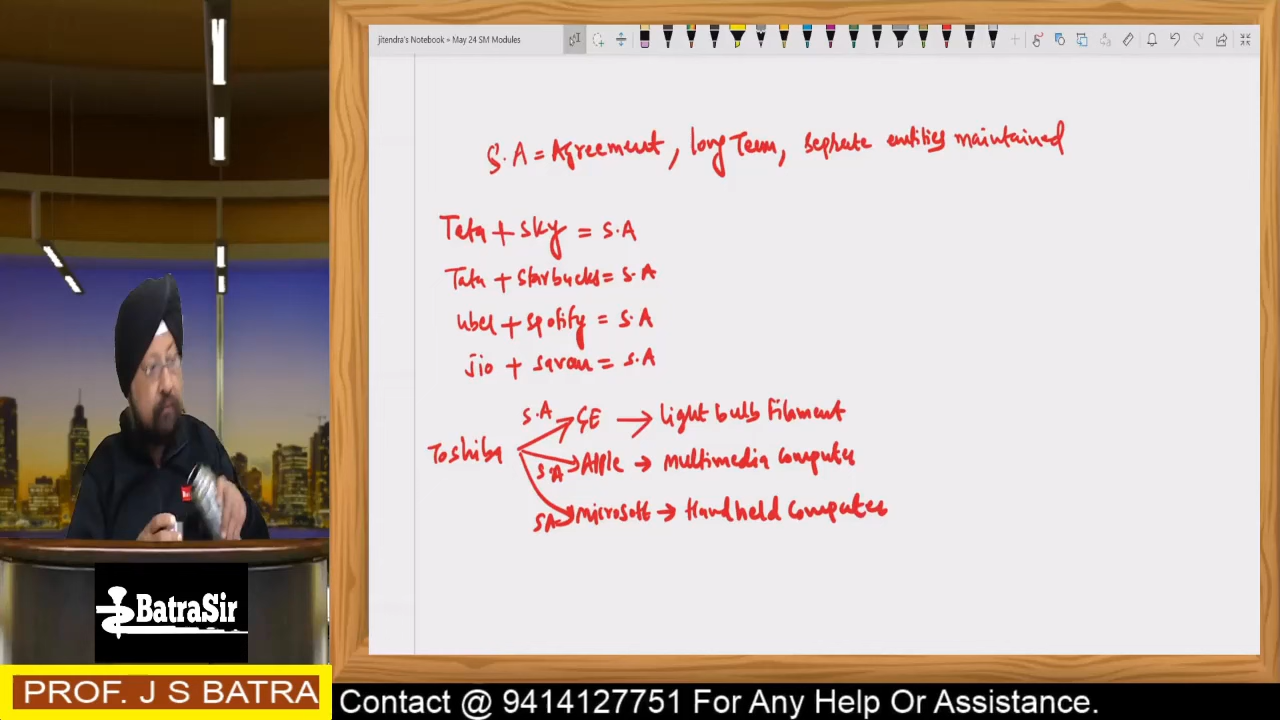 jitendra's Notebook » May 24 SM Modules
S.A = Agreement, long Term, seprate entities maintained
Tata + sky = S.A
Tata + Starbucks = S.A
Uber + spotify = S.A
Jio + savan = S.A
S.A GE → light bulb Filament
Toshiba S.A Apple → multimedia computer
SA microsoft → Handheld computer
BatraSir
PROF. J S BATRA
Contact @ 9414127751 For Any Help Or Assistance.